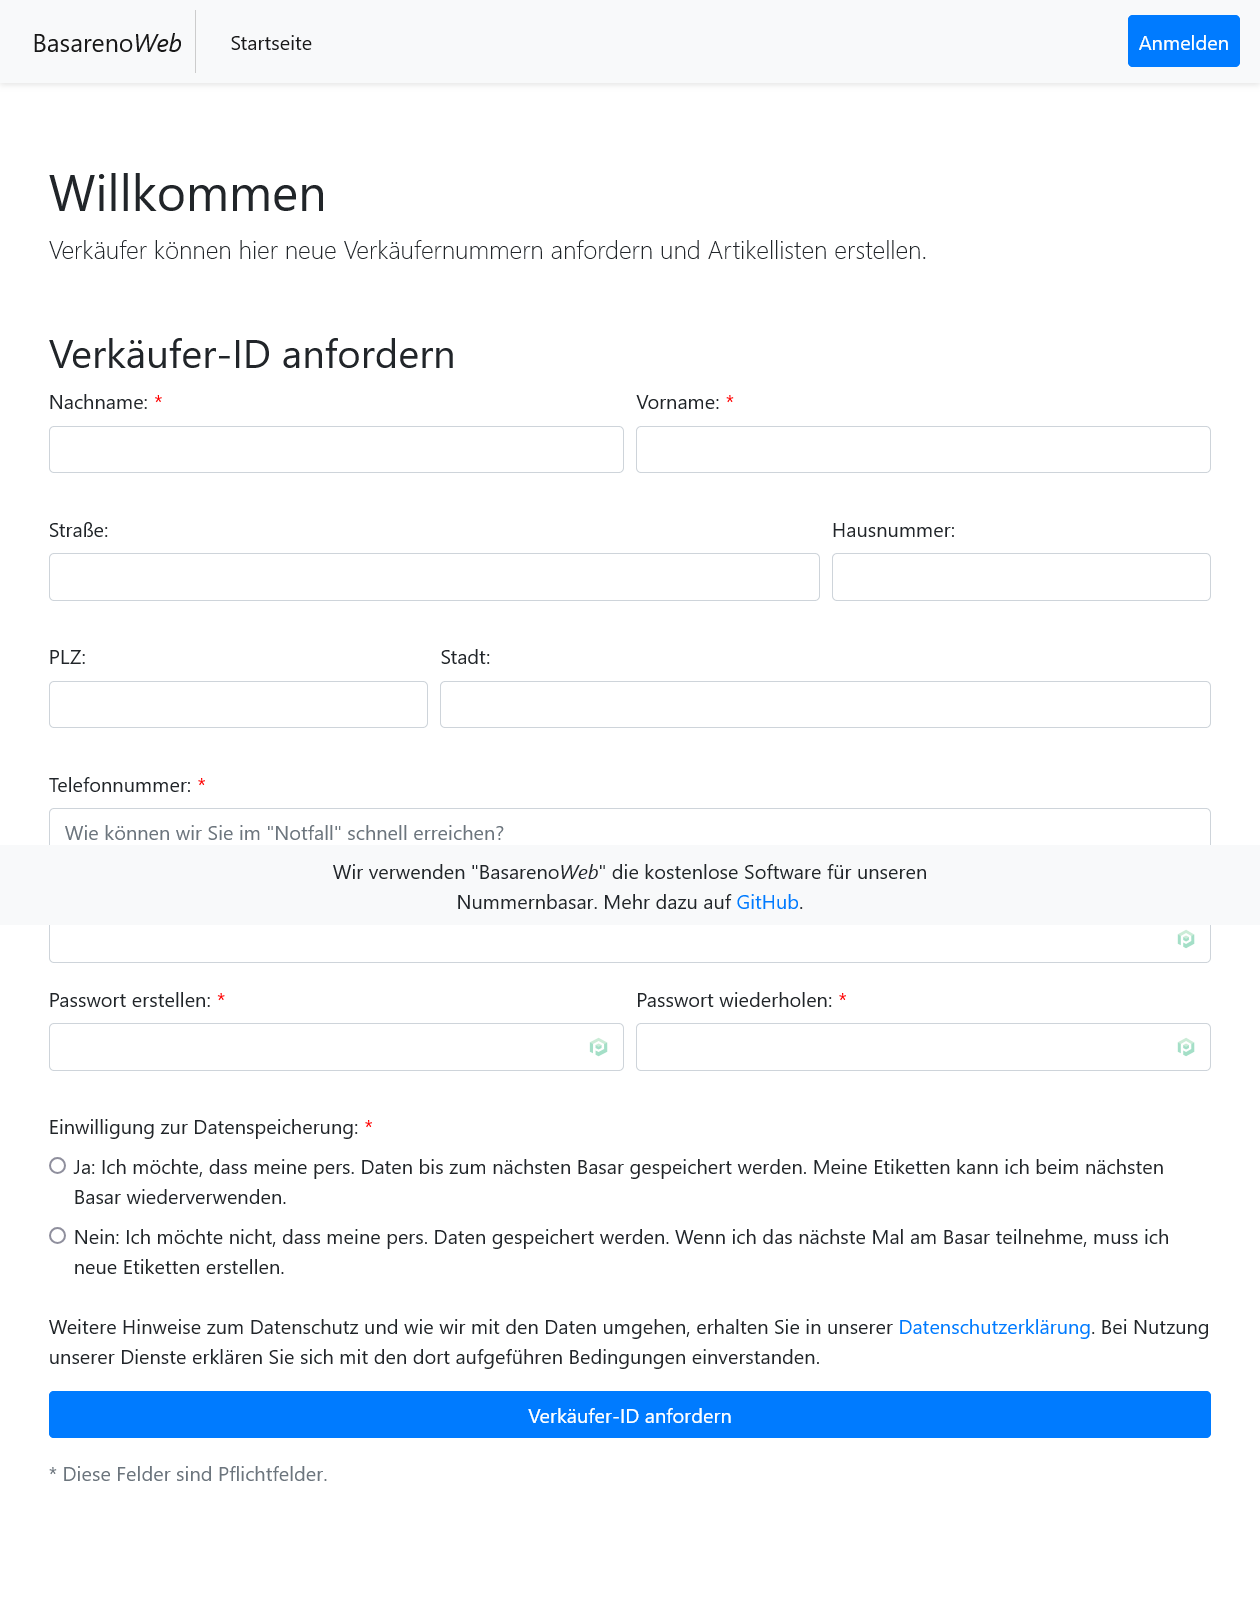 BasarenoWeb
Startseite
Anmelden
Willkommen
Verkäufer können hier neue Verkäufernummern anfordern und Artikellisten erstellen.
Verkäufer-ID anfordern
Nachname: *
Vorname: *
Straße:
Hausnummer:
PLZ:
Stadt:
Telefonnummer: *
Wie können wir Sie im "Notfall" schnell erreichen?
Wir verwenden "BasarenoWeb" die kostenlose Software für unseren
Nummernbasar. Mehr dazu auf GitHub.
Passwort erstellen: *
Passwort wiederholen: *
Einwilligung zur Datenspeicherung: *
Ja: Ich möchte, dass meine pers. Daten bis zum nächsten Basar gespeichert werden. Meine Etiketten kann ich beim nächsten
Basar wiederverwenden.
Nein: Ich möchte nicht, dass meine pers. Daten gespeichert werden. Wenn ich das nächste Mal am Basar teilnehme, muss ich
neue Etiketten erstellen.
Weitere Hinweise zum Datenschutz und wie wir mit den Daten umgehen, erhalten Sie in unserer Datenschutzerklärung. Bei Nutzung
unserer Dienste erklären Sie sich mit den dort aufgeführen Bedingungen einverstanden.
Verkäufer-ID anfordern
* Diese Felder sind Pflichtfelder.